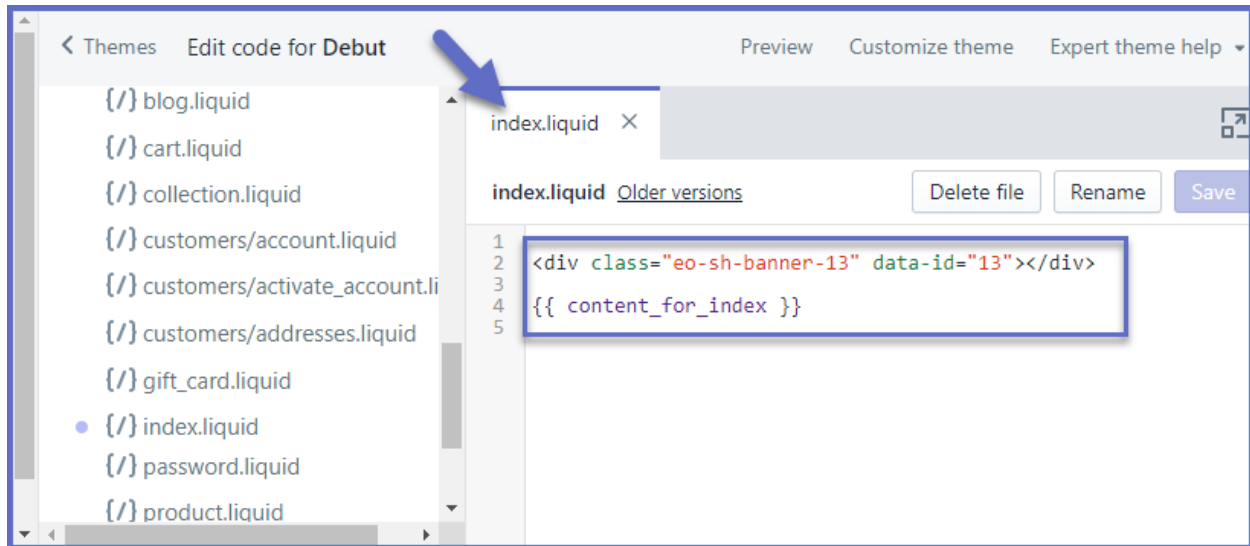 Themes Edit code for Debut Preview Customize theme Expert theme help
{/} blog.liquid
{/} cart.liquid
{/} collection.liquid
{/} customers/account.liquid
{/} customers/activate_account.li
{/} customers/addresses.liquid
{/} gift_card.liquid
{/} index.liquid
{/} password.liquid
{/} product.liquid
index.liquid ×
index.liquid Older versions Delete file Rename Save
1
2 <div class="eo-sh-banner-13" data-id="13"></div>
3
4 {{ content_for_index }}
5